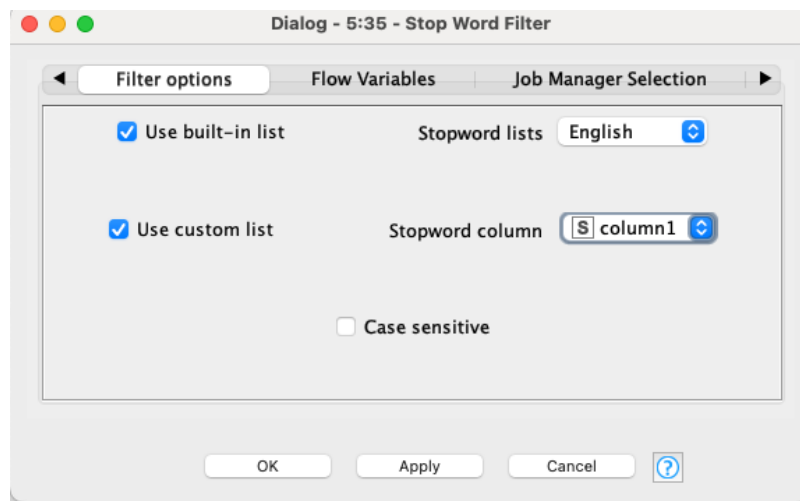 Dialog - 5:35 - Stop Word Filter
Filter options Flow Variables Job Manager Selection
Use built-in list Stopword lists English
Use custom list Stopword column S column1
Case sensitive
OK Apply Cancel ?